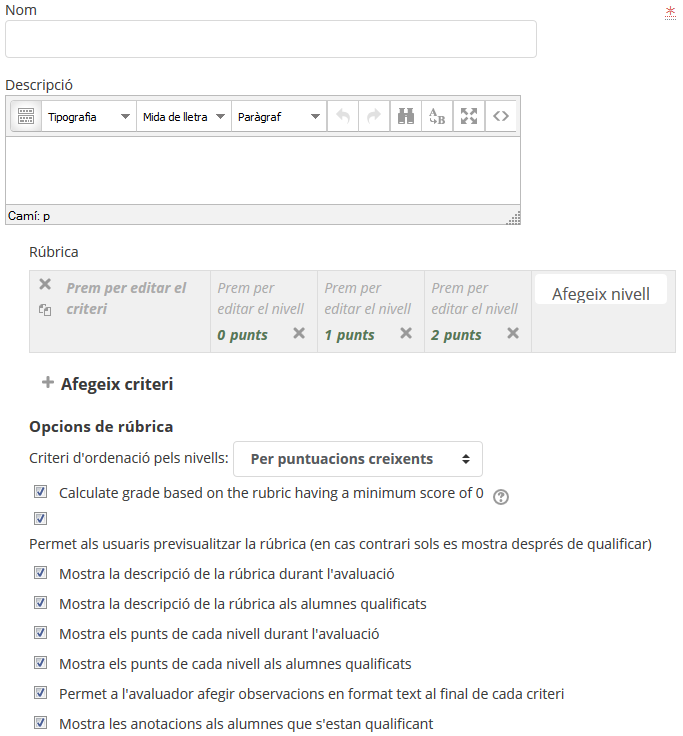 Nom
*
Descripció
Tipografia Mida de lletra Paràgraf A B
Camí: p
Rúbrica
Prem per editar el criteri
Prem per editar el nivell
0 punts
Prem per editar el nivell
1 punts
Prem per editar el nivell
2 punts
Afegeix nivell
+ Afegeix criteri
Opcions de rúbrica
Criteri d'ordenació pels nivells: Per puntuacions creixents
Calculate grade based on the rubric having a minimum score of 0 ?
Permet als usuaris previsualitzar la rúbrica (en cas contrari sols es mostra després de qualificar)
Mostra la descripció de la rúbrica durant l'avaluació
Mostra la descripció de la rúbrica als alumnes qualificats
Mostra els punts de cada nivell durant l'avaluació
Mostra els punts de cada nivell als alumnes qualificats
Permet a l'avaluador afegir observacions en format text al final de cada criteri
Mostra les anotacions als alumnes que s'estan qualificant